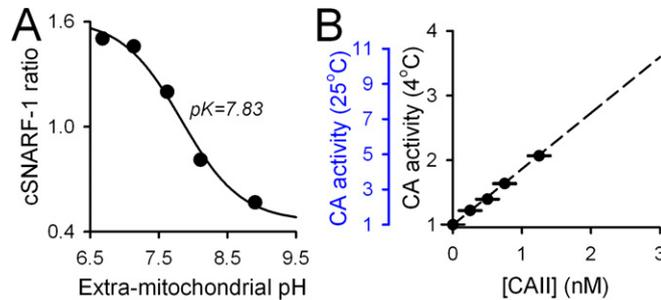 A
1.6
1.0
0.4
cSNARF-1 ratio
pK=7.83
6.5 7.5 8.5 9.5
Extra-mitochondrial pH
B
CA activity (25°C)
11
9
7
5
3
1
CA activity (4°C)
4
3
2
1
0 1 2 3
[CAII] (nM)